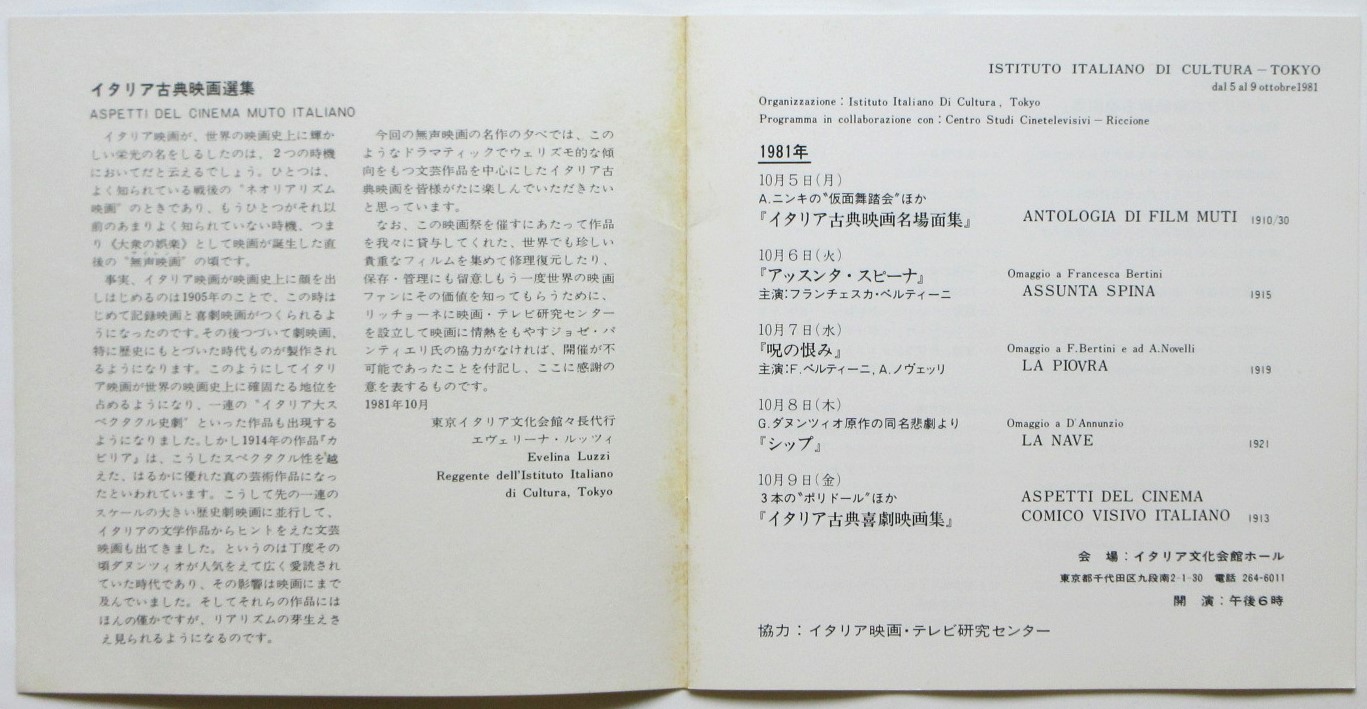 イタリア古典映画選集
ASPETTI DEL CINEMA MUTO ITALIANO
イタリア映画が、世界の映画史上に輝か
しい栄光の名をしるしたのは、2つの時機
においてだと云えるでしょう。ひとつは、
よく知られている戦後の〝ネオリアリズム
映画〟のときであり、もうひとつがそれ以
前のあまりよく知られていない時機、つま
り《大衆の娯楽》として映画が誕生した直
後の〝無声映画〟の頃です。
事実、イタリア映画が映画史上に顔を出
しはじめるのは1905年のことで、この時は
じめて記録映画と喜劇映画がつくられるよ
うになったのです。その後つづいて劇映画、
特に歴史にもとづいた時代ものが製作され
るようになります。このようにしてイタリ
ア映画が世界の映画史上に確固たる地位を
占めるようになり、一連の〝イタリア大ス
ペクタクル史劇〟といった作品も出現する
ようになりました。しかし1914年の作品『カ
ビリア』は、こうしたスペクタクル性を越
えた、はるかに優れた真の芸術作品になっ
たといわれています。こうして先の一連の
スケールの大きい歴史劇映画に並行して、
イタリアの文学作品からヒントをえた文芸
映画も出てきました。というのは丁度その
頃ダヌンツィオが人気をえて広く愛読され
ていた時代であり、その影響は映画にまで
及んでいました。そしてそれらの作品には
ほんの僅かですが、リアリズムの芽生えさ
え見られるようになるのです。
今回の無声映画の名作の夕べでは、この
ようなドラマティックでウェリズモ的な傾
向をもつ文芸作品を中心にしたイタリア古
典映画を皆様がたに楽しんでいただきたい
と思っています。
なお、この映画祭を催すにあたって作品
を我々に貸与してくれた、世界でも珍しい
貴重なフィルムを集めて修理復元したり、
保存・管理にも留意しもう一度世界の映画
ファンにその価値を知ってもらうために、
リッチョーネに映画・テレビ研究センター
を設立して映画に情熱をもやすジョゼ・パ
ンティエリ氏の協力がなければ、開催が不
可能であったことを付記し、ここに感謝の
意を表するものです。
1981年10月
東京イタリア文化会館々長代行
エヴェリーナ・ルッツィ
Evelina Luzzi
Reggente dell'Istituto Italiano
di Cultura, Tokyo
ISTITUTO ITALIANO DI CULTURA – TOKYO
dal 5 al 9 ottobre1981
Organizzazione : Istituto Italiano Di Cultura, Tokyo
Programma in collaborazione con : Centro Studi Cinetelevisivi – Riccione
1981年
10月5日(月)
A.ニンキの〝仮面舞踏会〟ほか
『イタリア古典映画名場面集』 ANTOLOGIA DI FILM MUTI 1910/30
10月6日(火)
『アッスンタ・スピーナ』 Omaggio a Francesca Bertini
主演:フランチェスカ・ベルティーニ ASSUNTA SPINA 1915
10月7日(水)
『呪の恨み』 Omaggio a F.Bertini e ad A.Novelli
主演:F.ベルティーニ, A.ノヴェッリ LA PIOVRA 1919
10月8日(木)
G.ダヌンツィオ原作の同名悲劇より Omaggio a D'Annunzio
『シップ』 LA NAVE 1921
10月9日(金)
3本の〝ポリドール〟ほか ASPETTI DEL CINEMA
『イタリア古典喜劇映画集』 COMICO VISIVO ITALIANO 1913
会 場:イタリア文化会館ホール
東京都千代田区九段南2-1-30 電話 264-6011
開 演:午後6時
協力:イタリア映画・テレビ研究センター